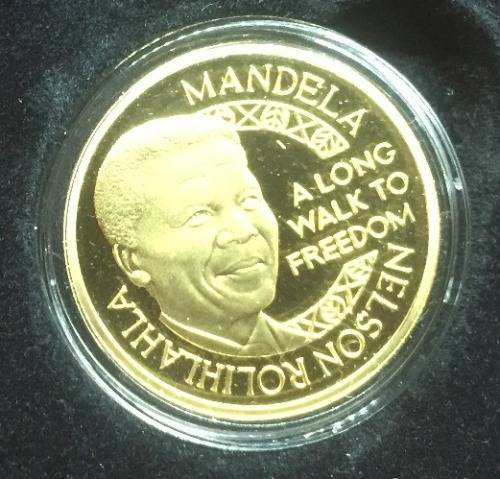 MANDELA
A LONG
WALK TO
FREEDOM
NELSON ROLIHLAHLA